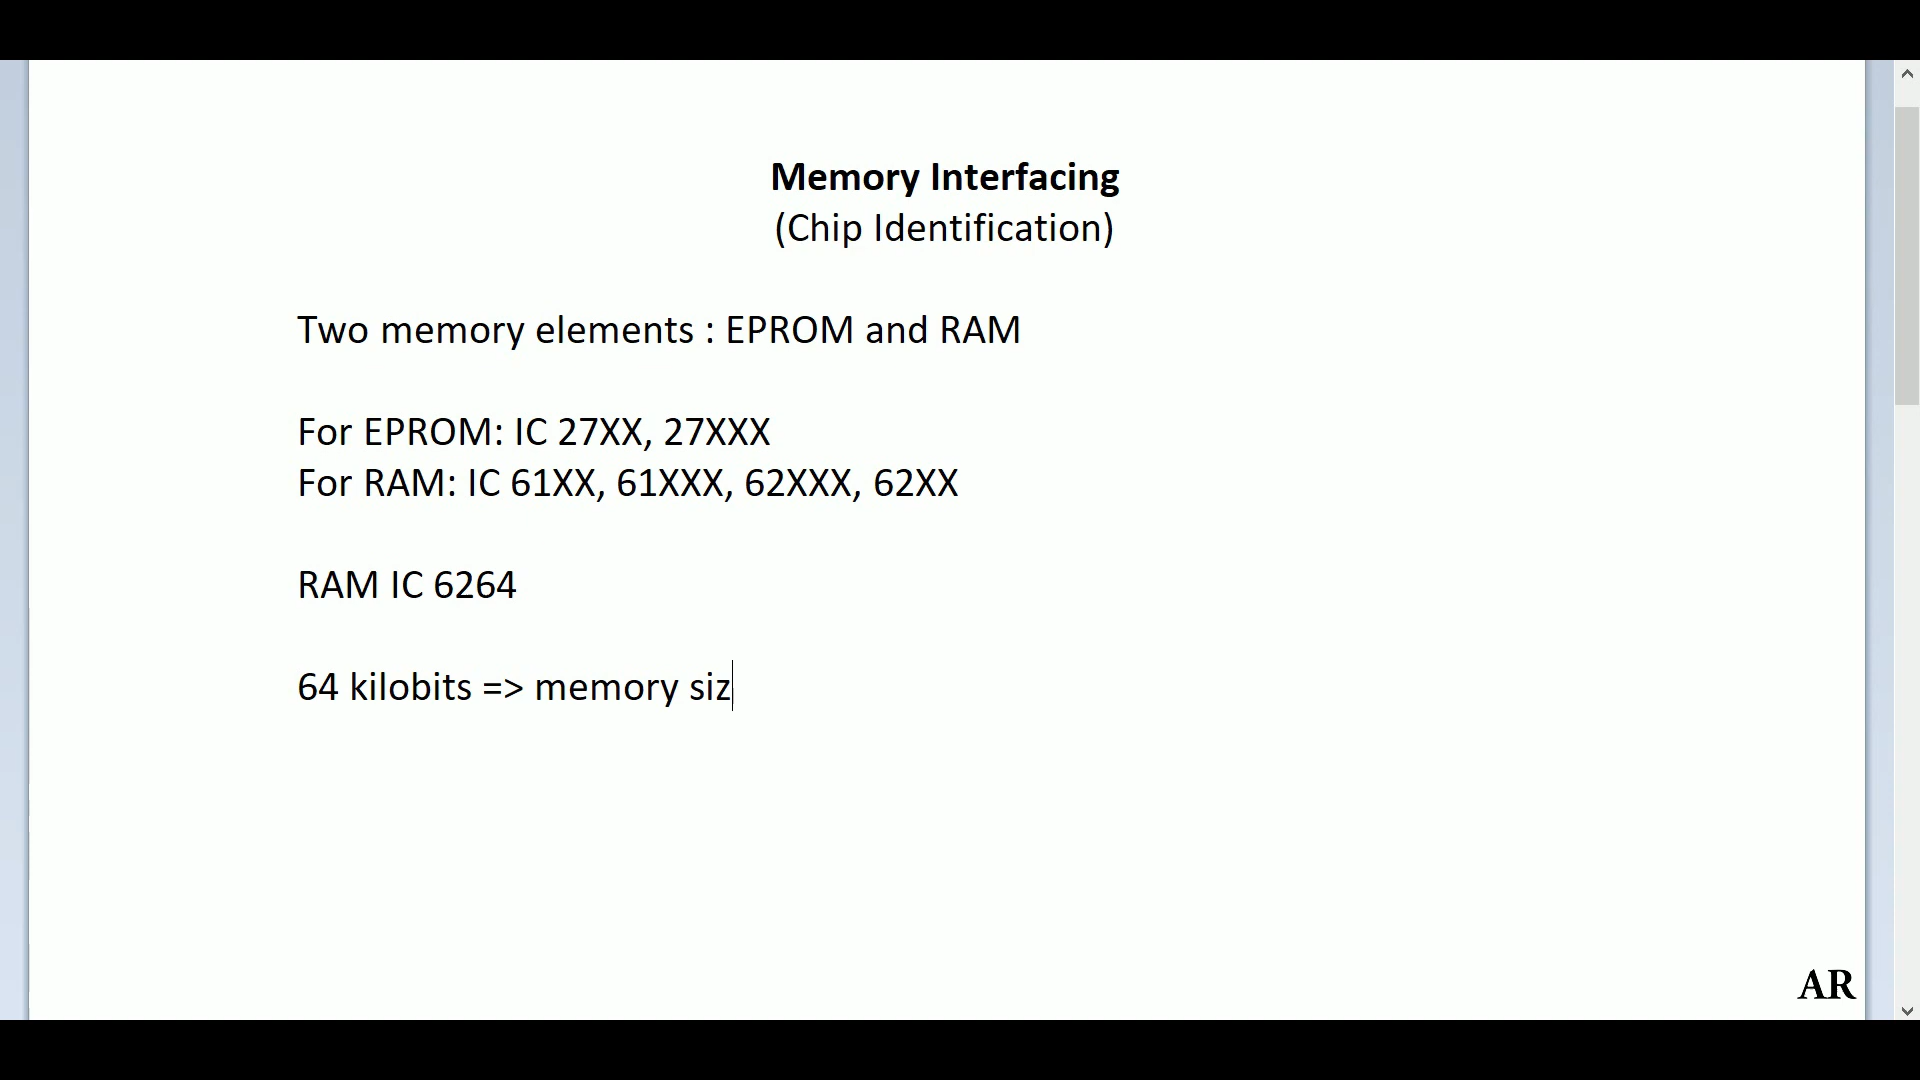 Memory Interfacing
(Chip Identification)
Two memory elements : EPROM and RAM
For EPROM: IC 27XX, 27XXX
For RAM: IC 61XX, 61XXX, 62XXX, 62XX
RAM IC 6264
64 kilobits => memory siz
AR